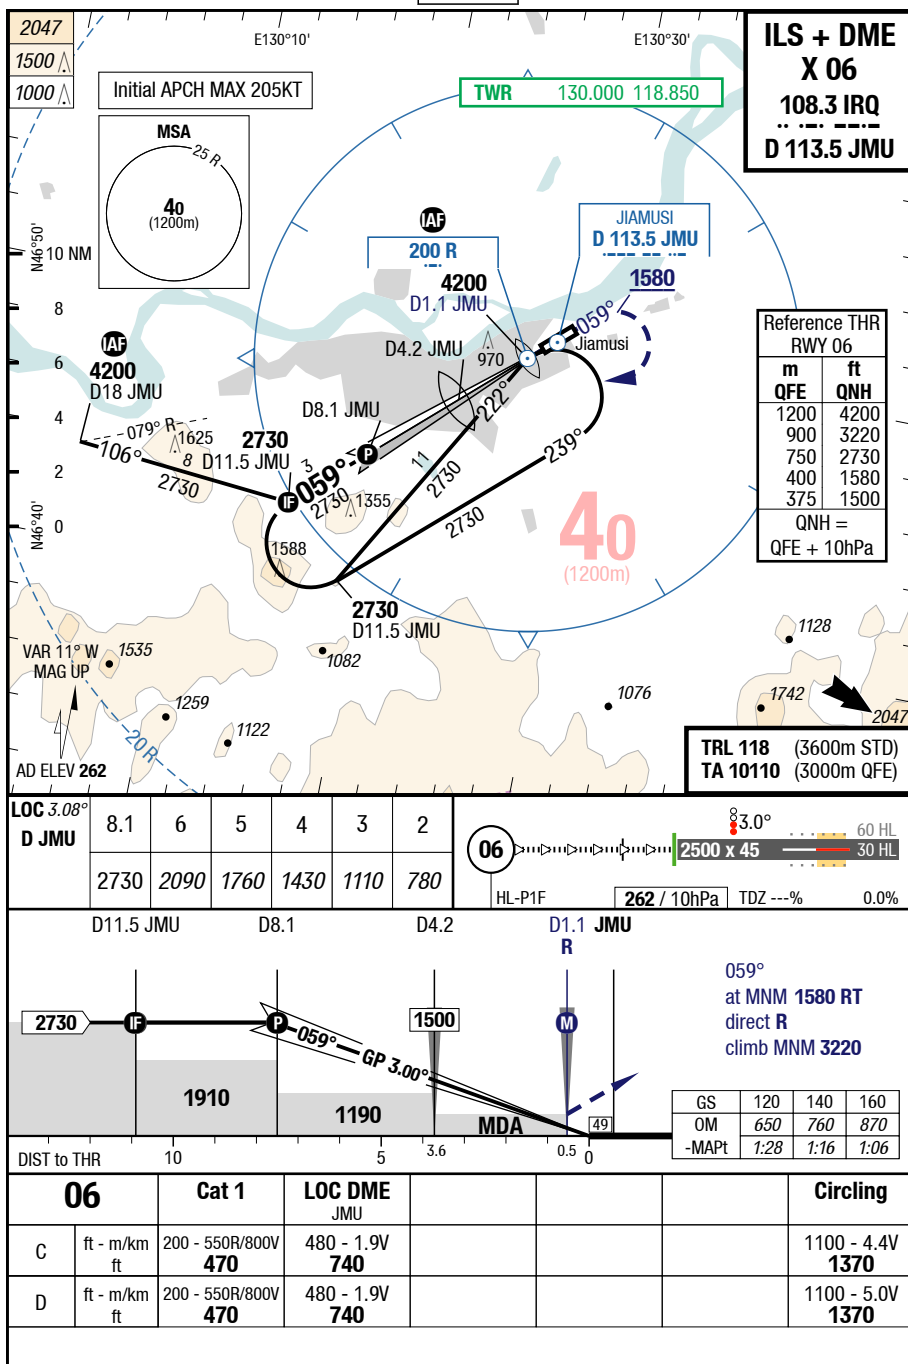 2047
1500
1000
E130°10'
E130°30'
ILS + DME
X 06
108.3 IRQ
D 113.5 JMU
Initial APCH MAX 205KT
TWR 130.000 118.850
MSA
25 R
40
(1200m)
N46°50'
10 NM
8
6
4
2
0
N46°40'
IAF
200 R
4200
D1.1 JMU
JIAMUSI
D 113.5 JMU
1580
059°
Jiamusi
D4.2 JMU
970
IAF
4200
D18 JMU
D8.1 JMU
079° R
106°
1625
8
2730
2730
D11.5 JMU
3
059°
2730
IF
P
222°
11
2730
239°
2730
1355
1588
40
(1200m)
2730
D11.5 JMU
Reference THR
RWY 06
m ft
QFE QNH
1200 4200
900 3220
750 2730
400 1580
375 1500
QNH =
QFE + 10hPa
VAR 11° W
MAG UP
1535
1259
1122
1082
1076
1128
1742
2047
20 R
AD ELEV 262
TRL 118 (3600m STD)
TA 10110 (3000m QFE)
LOC 3.08°
D JMU
8.1 6 5 4 3 2
2730 2090 1760 1430 1110 780
06
3.0°
2500 x 45
60 HL
30 HL
HL-P1F
262 / 10hPa
TDZ ---%
0.0%
D11.5 JMU D8.1 D4.2 D1.1 JMU
R
2730
IF
P
059°
GP 3.00°
1500
M
059°
at MNM 1580 RT
direct R
climb MNM 3220
1910
1190
MDA
49
DIST to THR 10 5 3.6 0.5 0
GS 120 140 160
OM 650 760 870
-MAPt 1:28 1:16 1:06
06 Cat 1 LOC DME Circling
JMU
C ft - m/km 200 - 550R/800V 480 - 1.9V 1100 - 4.4V
ft 470 740 1370
D ft - m/km 200 - 550R/800V 480 - 1.9V 1100 - 5.0V
ft 470 740 1370